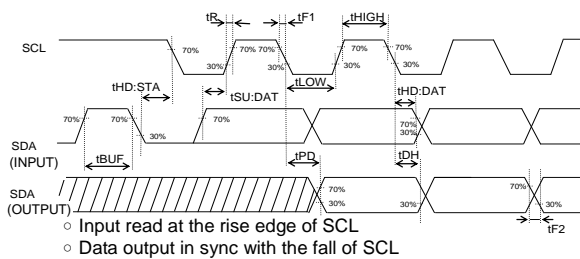 tR tF1 tHIGH
SCL 70% 70% 70% 70%
30% 30% 30% 30%
tHD:STA tSU:DAT tLOW tHD:DAT
SDA
(INPUT)
70% 70% 30% 70% 30% 70% 30%
tBUF tPD tDH
SDA
(OUTPUT)
70% 30% 70% 30%
tF2
○ Input read at the rise edge of SCL
○ Data output in sync with the fall of SCL